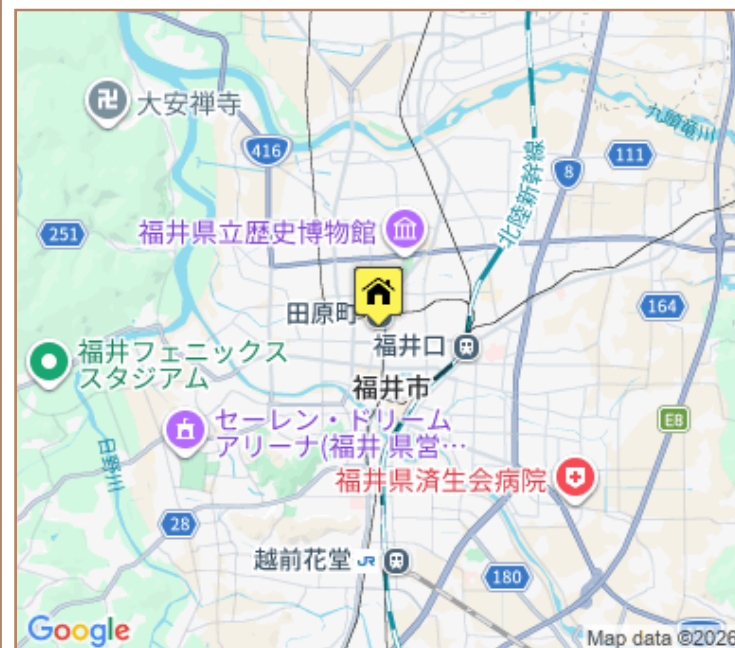 大安禅寺
九頭竜川
416
111
8
北陸新幹線
251
福井県立歴史博物館
田原町
164
福井口
福井フェニックス
スタジアム
福井市
セーレン・ドリーム
アリーナ(福井県営…
E8
日野川
福井県済生会病院
28
越前花堂 JR
180
Google
Map data ©2026